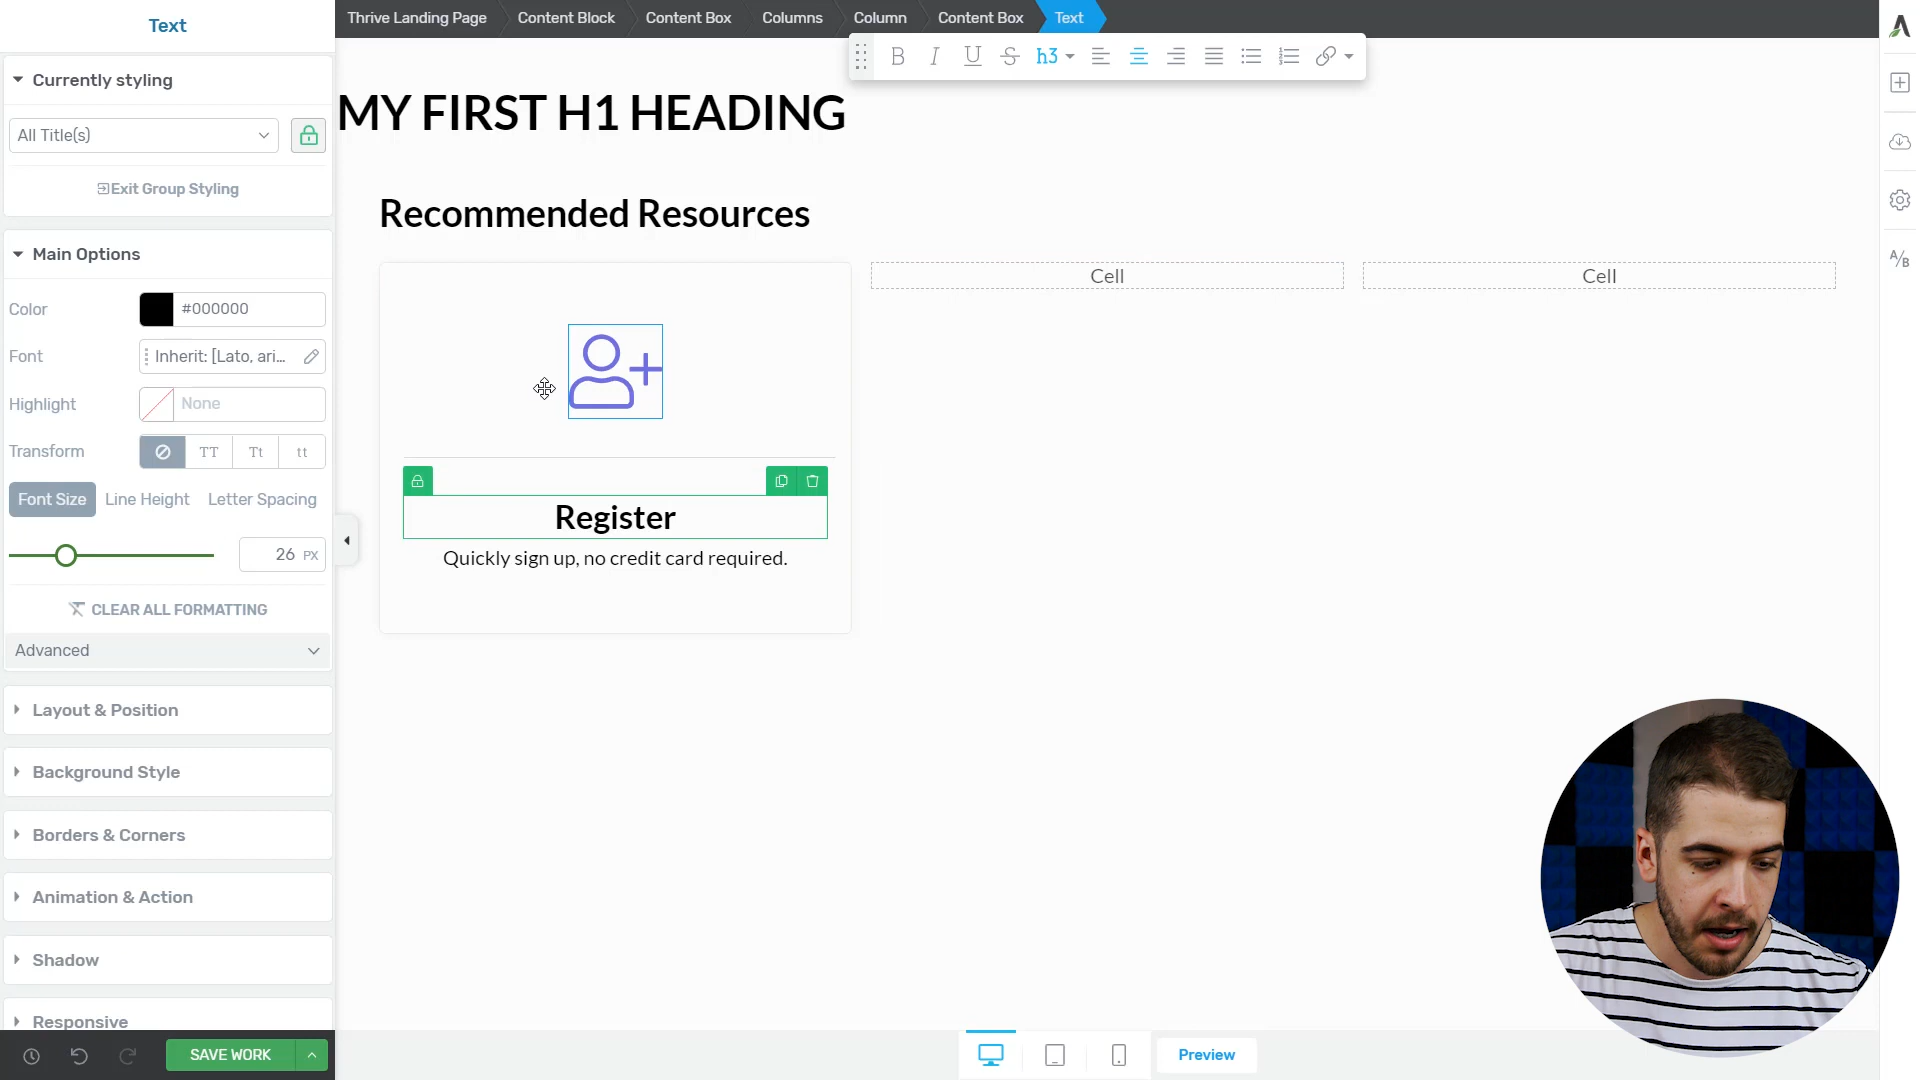 Text
Thrive Landing Page
Content Block
Content Box
Columns
Column
Content Box
Text
Currently styling
All Title(s)
Exit Group Styling
Main Options
Color
#000000
Font
Inherit: [Lato, ari...
Highlight
None
Transform
TT
Tt
tt
Font Size
Line Height
Letter Spacing
26 PX
CLEAR ALL FORMATTING
Advanced
Layout & Position
Background Style
Borders & Corners
Animation & Action
Shadow
Responsive
SAVE WORK
B
I
U
S
h3
MY FIRST H1 HEADING
Recommended Resources
Cell
Cell
Register
Quickly sign up, no credit card required.
Preview
A/B